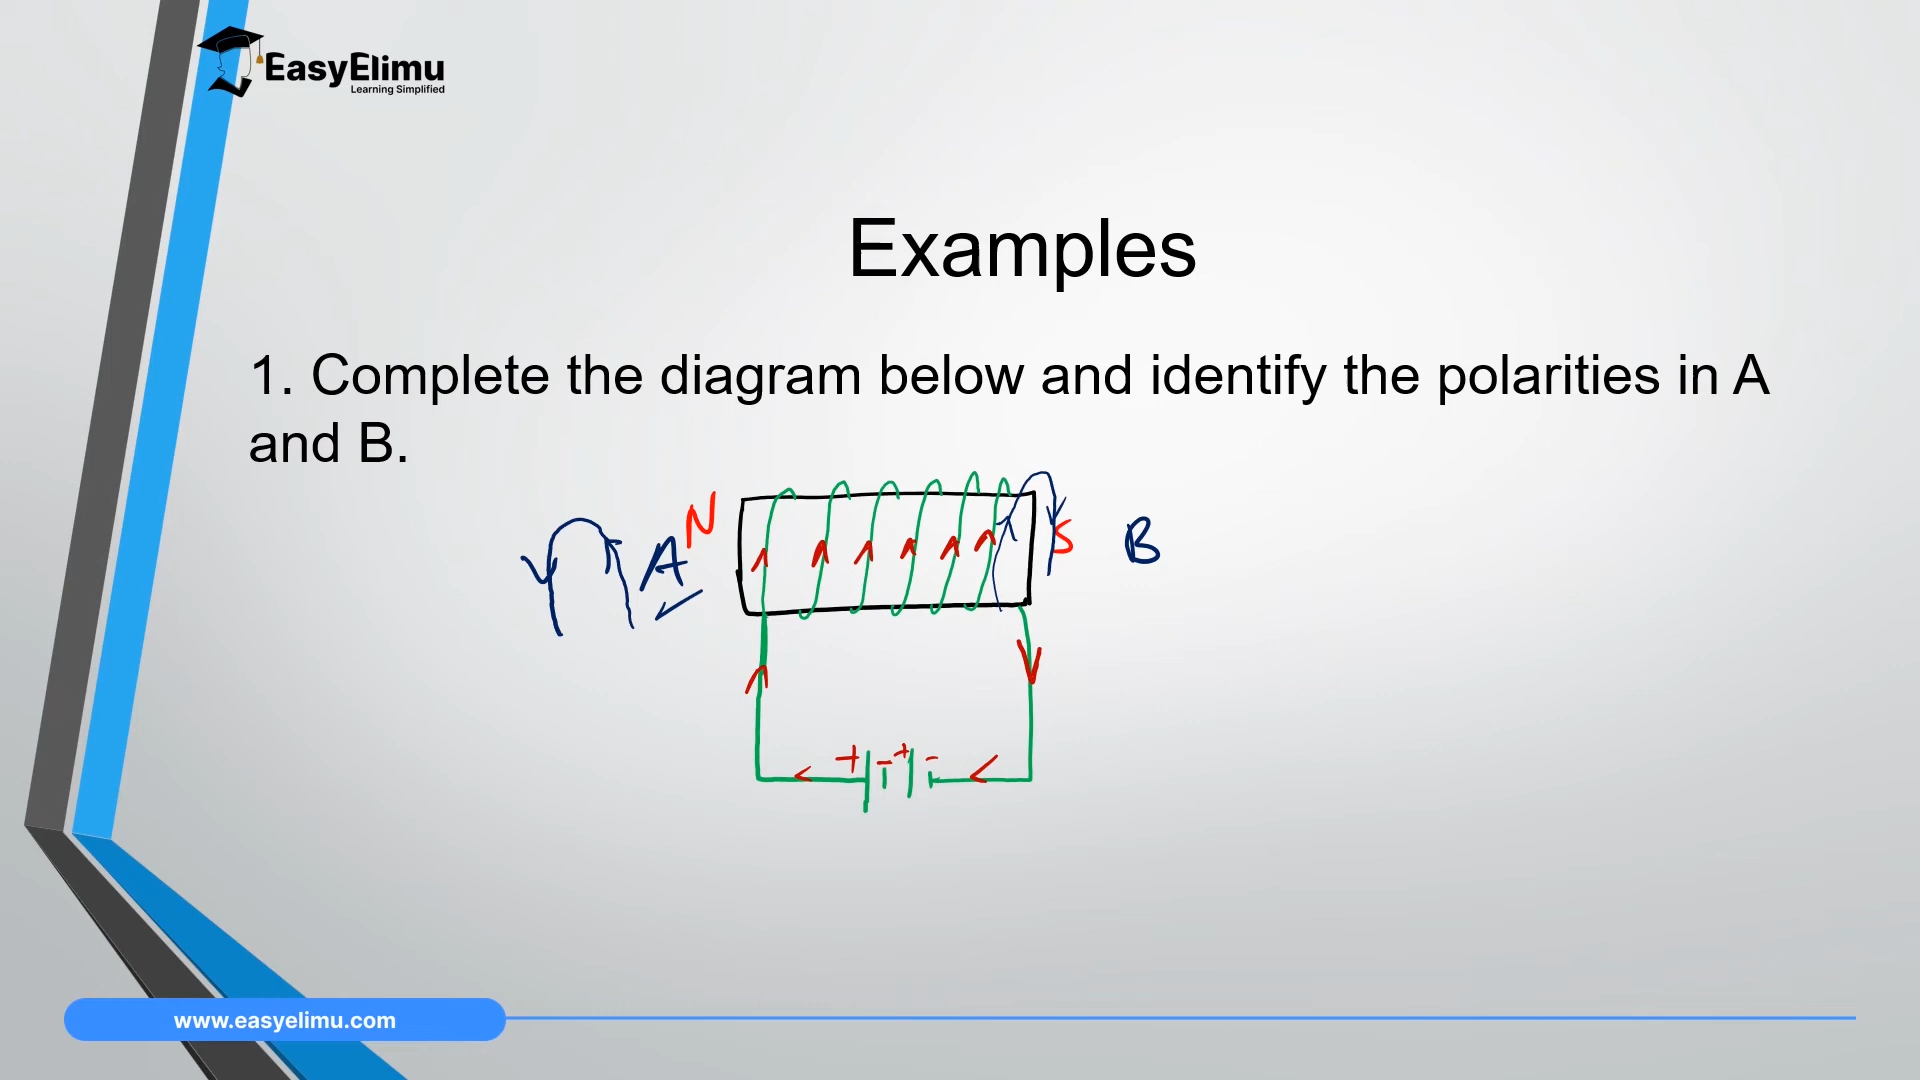 EasyElimu
Learning Simplified
Examples
1. Complete the diagram below and identify the polarities in A
and B.
N
A
S
B
+ - + -
www.easyelimu.com